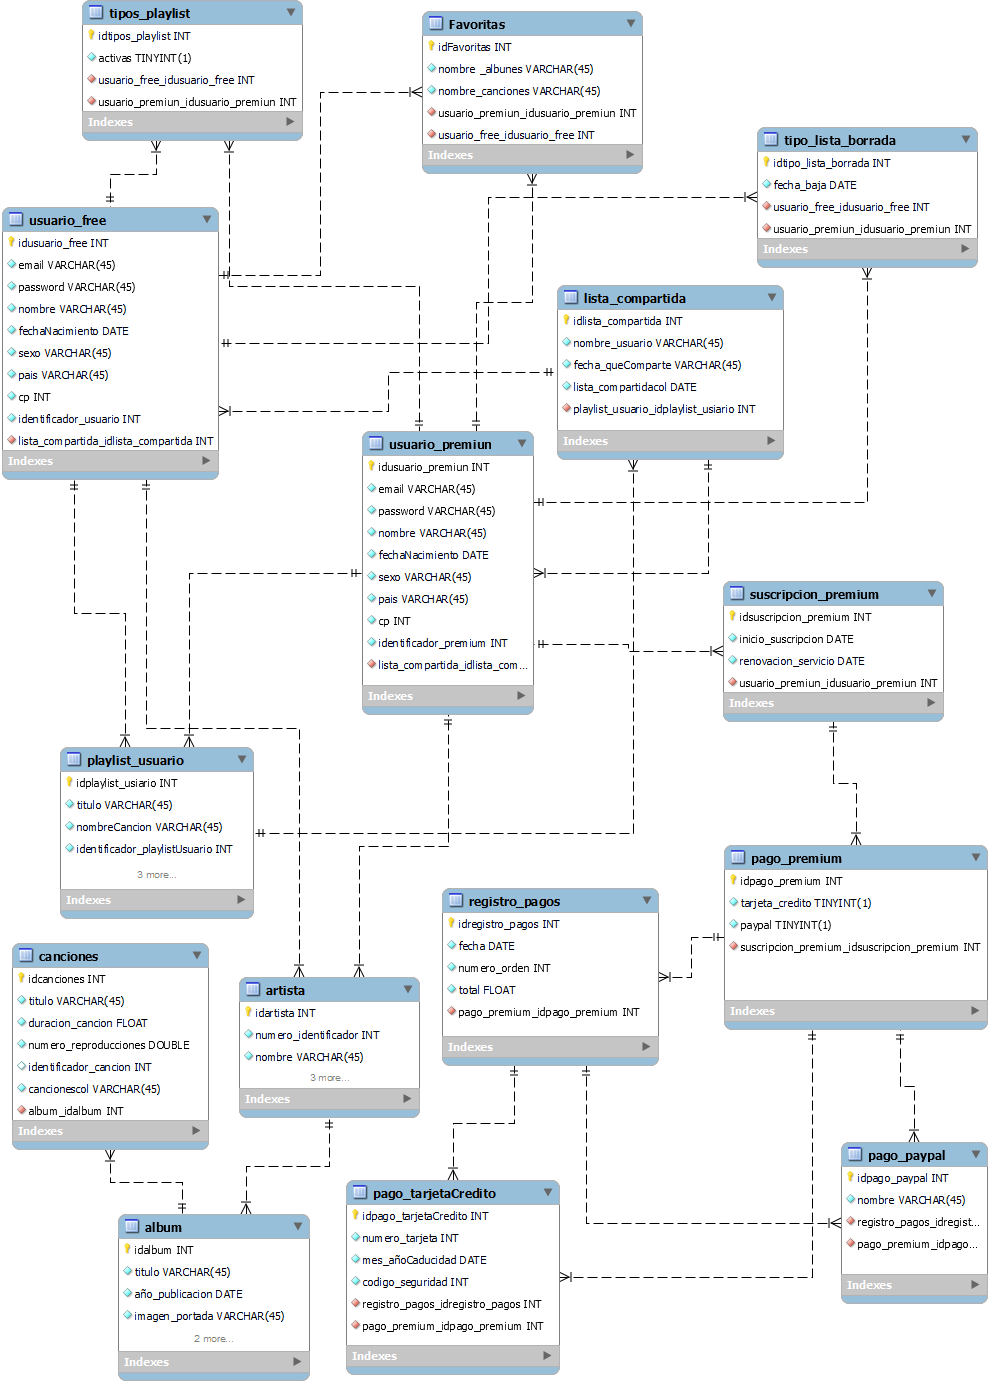 tipos_playlist
idtipos_playlist INT
activas TINYINT(1)
usuario_free_idusuario_free INT
usuario_premiun_idusuario_premiun INT
Indexes
Favoritas
idFavoritas INT
nombre _albunes VARCHAR(45)
nombre_canciones VARCHAR(45)
usuario_premiun_idusuario_premiun INT
usuario_free_idusuario_free INT
Indexes
tipo_lista_borrada
idtipo_lista_borrada INT
fecha_baja DATE
usuario_free_idusuario_free INT
usuario_premiun_idusuario_premiun INT
Indexes
usuario_free
idusuario_free INT
email VARCHAR(45)
password VARCHAR(45)
nombre VARCHAR(45)
fechaNacimiento DATE
sexo VARCHAR(45)
pais VARCHAR(45)
cp INT
identificador_usuario INT
lista_compartida_idlista_compartida INT
Indexes
lista_compartida
idlista_compartida INT
nombre_usuario VARCHAR(45)
fecha_queComparte VARCHAR(45)
lista_compartidacol DATE
playlist_usuario_idplaylist_usiario INT
Indexes
usuario_premiun
idusuario_premiun INT
email VARCHAR(45)
password VARCHAR(45)
nombre VARCHAR(45)
fechaNacimiento DATE
sexo VARCHAR(45)
pais VARCHAR(45)
cp INT
identificador_premium INT
lista_compartida_idlista_com...
Indexes
suscripcion_premium
idsuscripcion_premium INT
inicio_suscripcion DATE
renovacion_servicio DATE
usuario_premiun_idusuario_premiun INT
Indexes
playlist_usuario
idplaylist_usiario INT
titulo VARCHAR(45)
nombreCancion VARCHAR(45)
identificador_playlistUsuario INT
3 more...
Indexes
pago_premium
idpago_premium INT
tarjeta_credito TINYINT(1)
paypal TINYINT(1)
suscripcion_premium_idsuscripcion_premium INT
Indexes
registro_pagos
idregistro_pagos INT
fecha DATE
numero_orden INT
total FLOAT
pago_premium_idpago_premium INT
Indexes
canciones
idcanciones INT
titulo VARCHAR(45)
duracion_cancion FLOAT
numero_reproducciones DOUBLE
identificador_cancion INT
cancionescol VARCHAR(45)
album_idalbum INT
Indexes
artista
idartista INT
numero_identificador INT
nombre VARCHAR(45)
3 more...
Indexes
pago_paypal
idpago_paypal INT
nombre VARCHAR(45)
registro_pagos_idregist...
pago_premium_idpago...
Indexes
pago_tarjetaCredito
idpago_tarjetaCredito INT
numero_tarjeta INT
mes_añoCaducidad DATE
codigo_seguridad INT
registro_pagos_idregistro_pagos INT
pago_premium_idpago_premium INT
Indexes
album
idalbum INT
titulo VARCHAR(45)
año_publicacion DATE
imagen_portada VARCHAR(45)
2 more...
Indexes